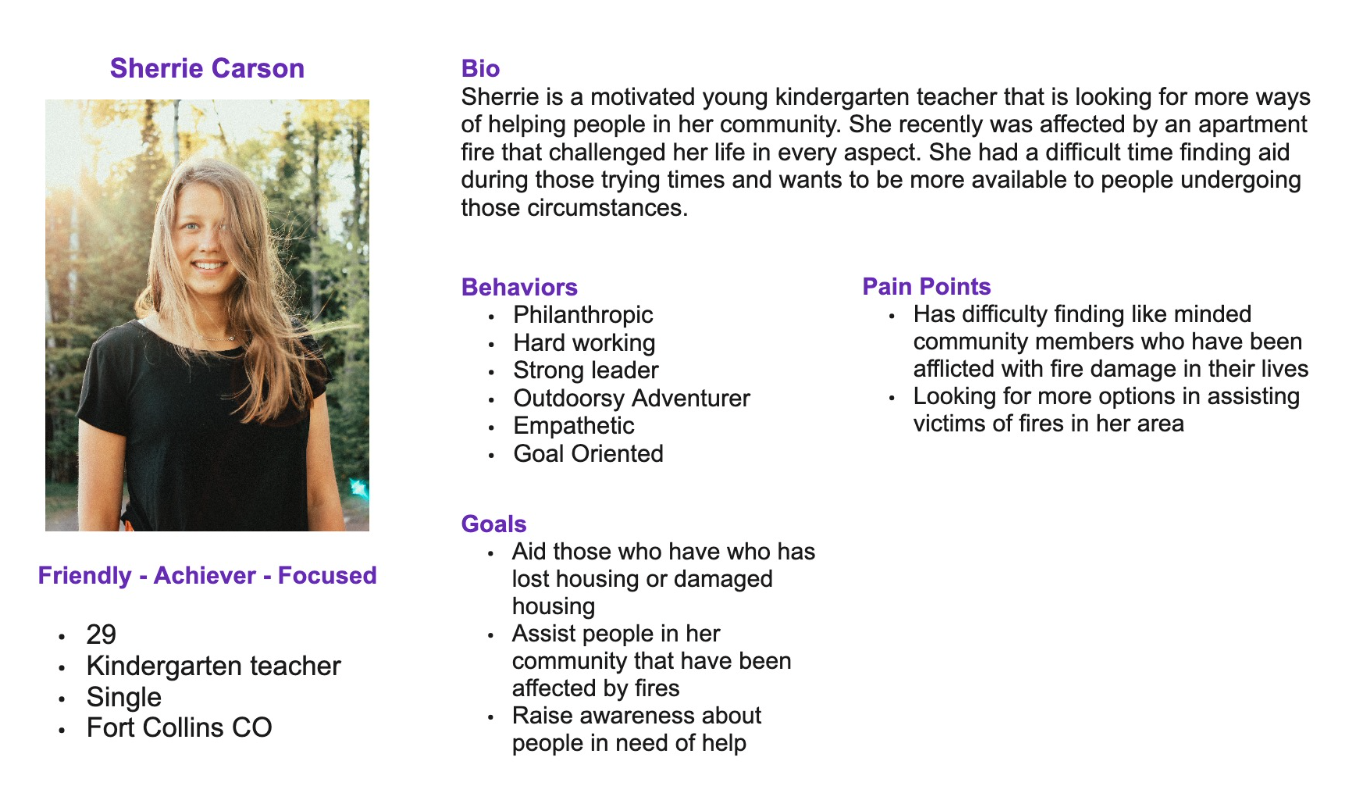 Sherrie Carson
Friendly - Achiever - Focused
• 29
• Kindergarten teacher
• Single
• Fort Collins CO
Bio
Sherrie is a motivated young kindergarten teacher that is looking for more ways
of helping people in her community. She recently was affected by an apartment
fire that challenged her life in every aspect. She had a difficult time finding aid
during those trying times and wants to be more available to people undergoing
those circumstances.
Behaviors
• Philanthropic
• Hard working
• Strong leader
• Outdoorsy Adventurer
• Empathetic
• Goal Oriented
Pain Points
• Has difficulty finding like minded
community members who have been
afflicted with fire damage in their lives
• Looking for more options in assisting
victims of fires in her area
Goals
• Aid those who have who has
lost housing or damaged
housing
• Assist people in her
community that have been
affected by fires
• Raise awareness about
people in need of help